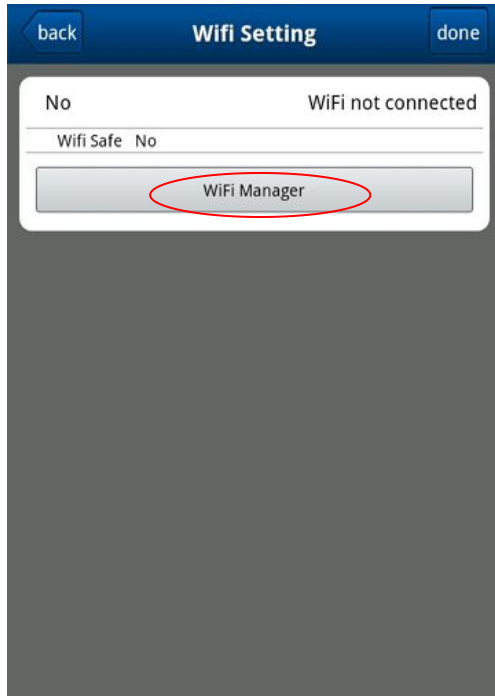 back Wifi Setting done
No WiFi not connected
Wifi Safe No
WiFi Manager